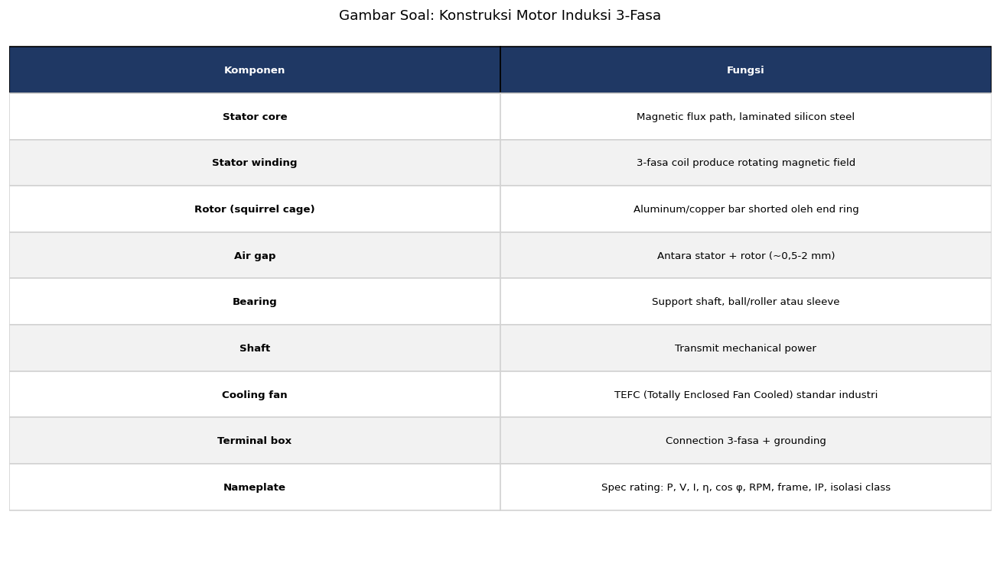 Gambar Soal: Konstruksi Motor Induksi 3-Fasa
Komponen Fungsi
Stator core Magnetic flux path, laminated silicon steel
Stator winding 3-fasa coil produce rotating magnetic field
Rotor (squirrel cage) Aluminum/copper bar shorted oleh end ring
Air gap Antara stator + rotor (~0,5-2 mm)
Bearing Support shaft, ball/roller atau sleeve
Shaft Transmit mechanical power
Cooling fan TEFC (Totally Enclosed Fan Cooled) standar industri
Terminal box Connection 3-fasa + grounding
Nameplate Spec rating: P, V, I, η, cos φ, RPM, frame, IP, isolasi class